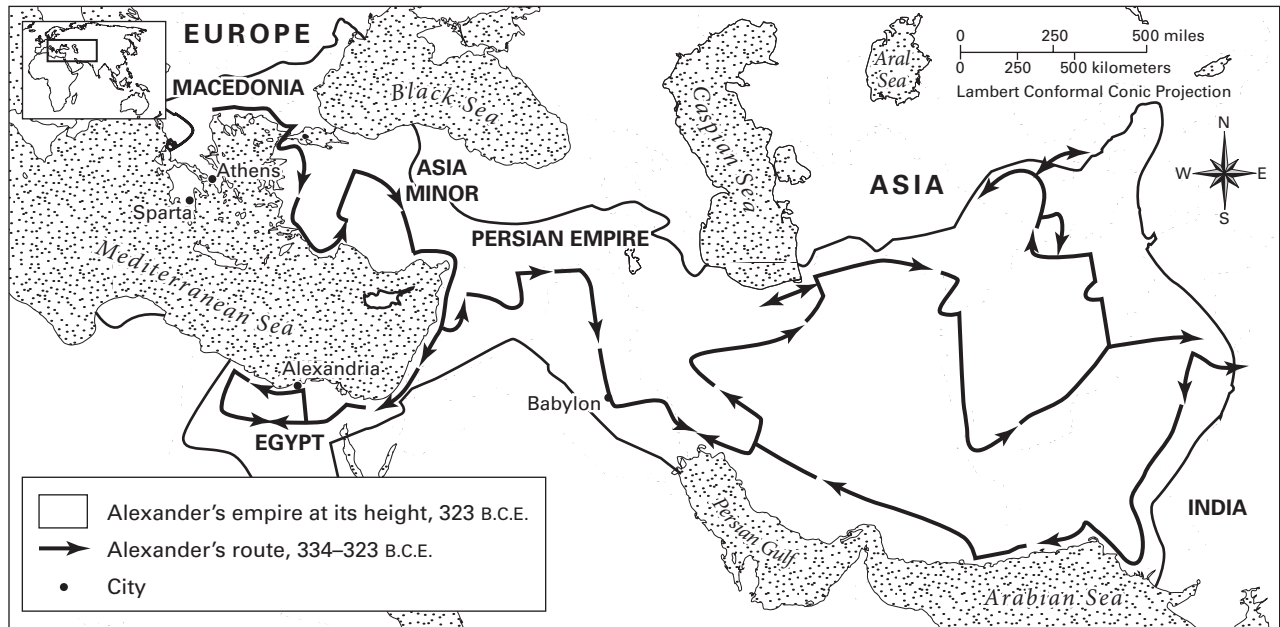 EUROPE
MACEDONIA
Black Sea
Aral
Sea
0 250 500 miles
0 250 500 kilometers
Lambert Conformal Conic Projection
N
W E
S
Caspian Sea
Athens
Sparta
ASIA
MINOR
ASIA
PERSIAN EMPIRE
Mediterranean Sea
Alexandria
Babylon
EGYPT
INDIA
Persian Gulf
Arabian Sea
Alexander's empire at its height, 323 B.C.E.
Alexander's route, 334–323 B.C.E.
City